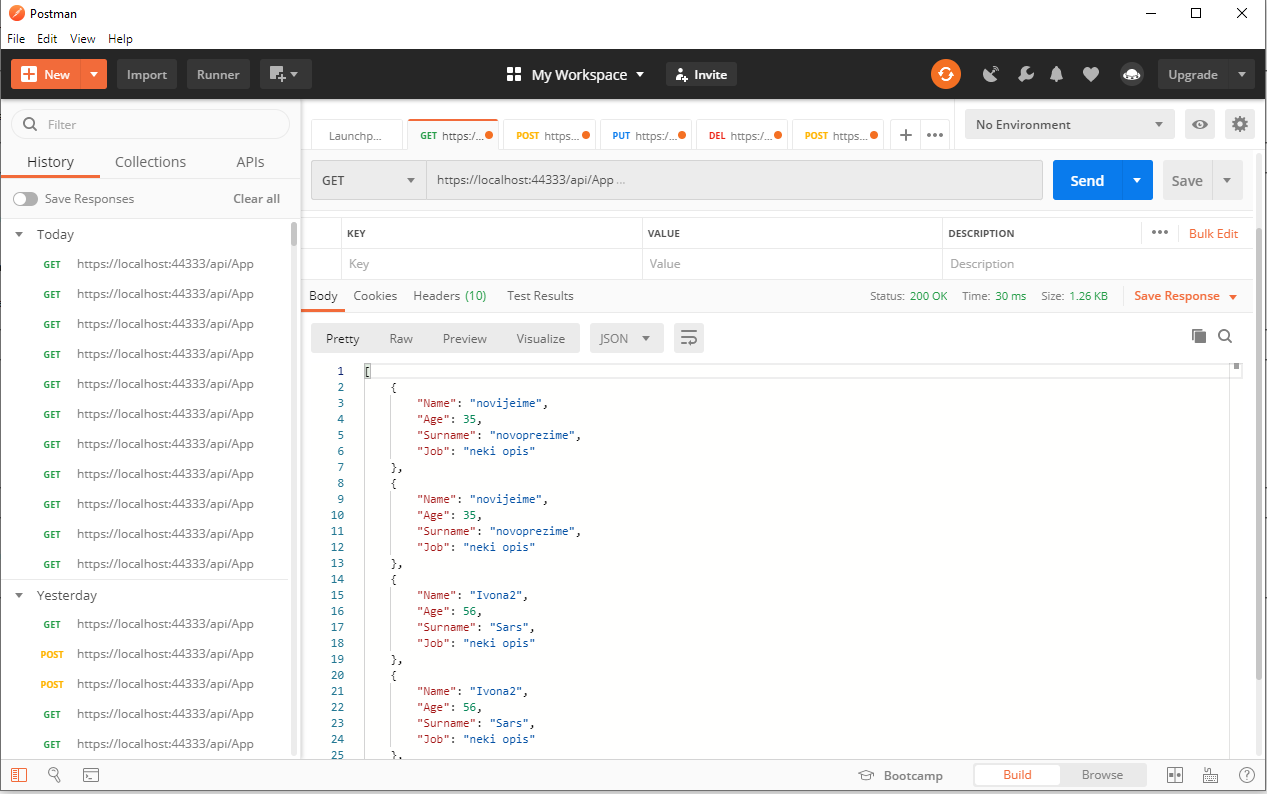 Postman
File Edit View Help
New Import Runner My Workspace Invite Upgrade
Filter
History Collections APIs
Save Responses Clear all
Today
GET https://localhost:44333/api/App
GET https://localhost:44333/api/App
GET https://localhost:44333/api/App
GET https://localhost:44333/api/App
GET https://localhost:44333/api/App
GET https://localhost:44333/api/App
GET https://localhost:44333/api/App
GET https://localhost:44333/api/App
GET https://localhost:44333/api/App
GET https://localhost:44333/api/App
GET https://localhost:44333/api/App
Yesterday
GET https://localhost:44333/api/App
POST https://localhost:44333/api/App
POST https://localhost:44333/api/App
GET https://localhost:44333/api/App
GET https://localhost:44333/api/App
Launchp... GET https:/... POST https... PUT https:/... DEL https:/... POST https... + ••• No Environment
GET https://localhost:44333/api/App ... Send Save
KEY VALUE DESCRIPTION ••• Bulk Edit
Key Value Description
Body Cookies Headers (10) Test Results Status: 200 OK Time: 30 ms Size: 1.26 KB Save Response
Pretty Raw Preview Visualize JSON
1 [
2 {
3 "Name": "novijeime",
4 "Age": 35,
5 "Surname": "novoprezime",
6 "Job": "neki opis"
7 },
8 {
9 "Name": "novijeime",
10 "Age": 35,
11 "Surname": "novoprezime",
12 "Job": "neki opis"
13 },
14 {
15 "Name": "Ivona2",
16 "Age": 56,
17 "Surname": "Sars",
18 "Job": "neki opis"
19 },
20 {
21 "Name": "Ivona2",
22 "Age": 56,
23 "Surname": "Sars",
24 "Job": "neki opis"
25 },
Bootcamp Build Browse ?